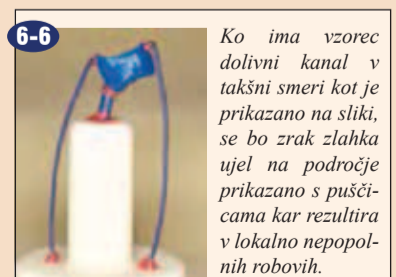 6-6
Ko ima vzorec
dolivni kanal v
takšni smeri kot je
prikazano na sliki,
se bo zrak zlahka
ujel na področje
prikazano s pušči-
cama kar rezultira
v lokalno nepopol-
nih robovih.